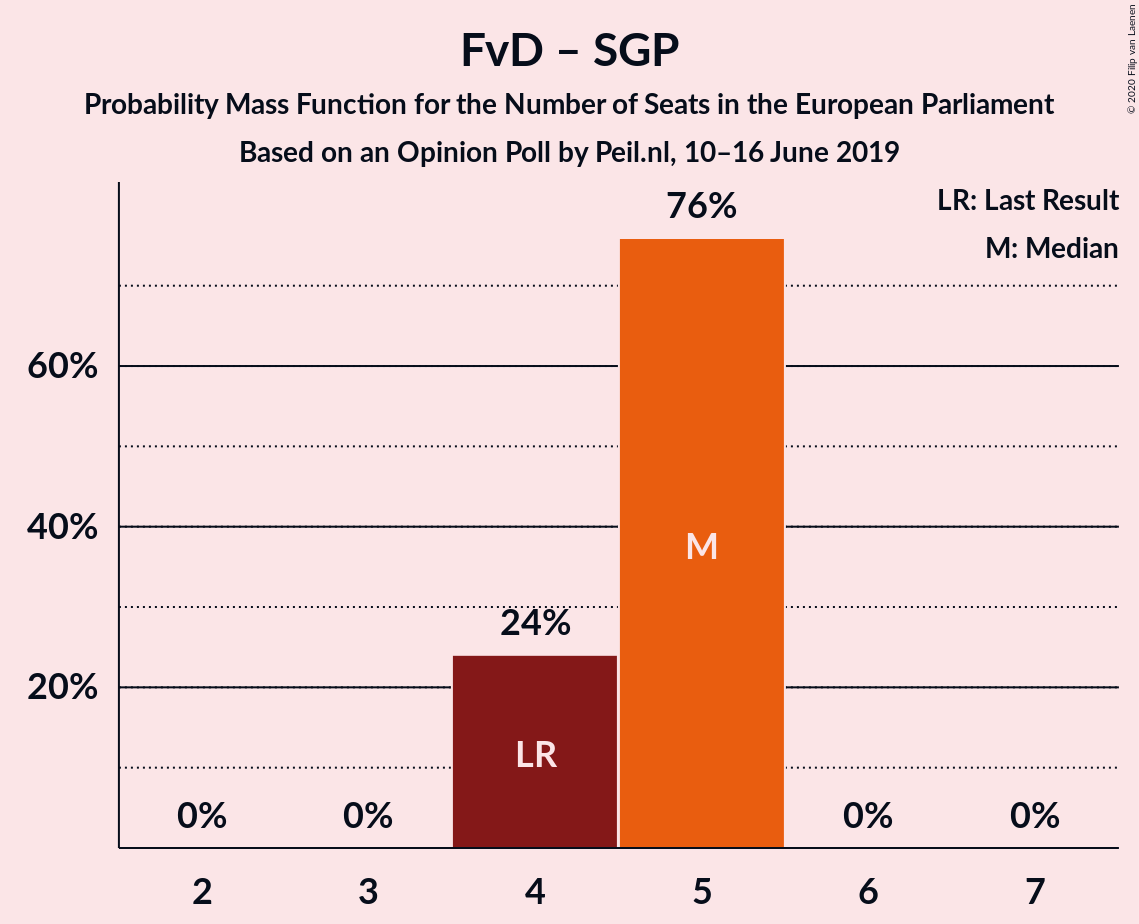 FvD – SGP
Probability Mass Function for the Number of Seats in the European Parliament
Based on an Opinion Poll by Peil.nl, 10–16 June 2019
© 2020 Filip van Laenen
LR: Last Result
M: Median
76%
60%
40%
M
24%
20%
LR
0% 0% 0% 0%
2 3 4 5 6 7